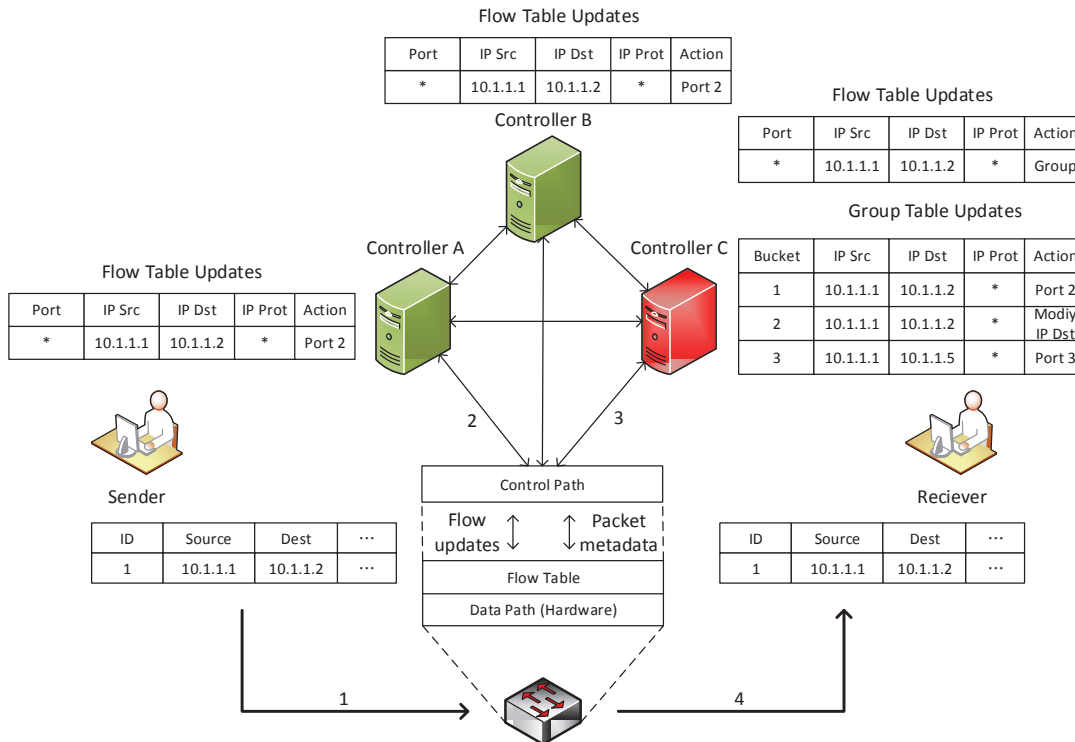 Flow Table Updates
Port IP Src IP Dst IP Prot Action
* 10.1.1.1 10.1.1.2 * Port 2
Controller B
Flow Table Updates
Port IP Src IP Dst IP Prot Action
* 10.1.1.1 10.1.1.2 * Group
Group Table Updates
Bucket IP Src IP Dst IP Prot Action
1 10.1.1.1 10.1.1.2 * Port 2
2 10.1.1.1 10.1.1.2 * Modiy IP Dst
3 10.1.1.1 10.1.1.5 * Port 3
Controller A
Controller C
Flow Table Updates
Port IP Src IP Dst IP Prot Action
* 10.1.1.1 10.1.1.2 * Port 2
2
3
Sender
Reciever
Control Path
Flow updates
Packet metadata
Flow Table
Data Path (Hardware)
ID Source Dest ...
1 10.1.1.1 10.1.1.2 ...
ID Source Dest ...
1 10.1.1.1 10.1.1.2 ...
1
4